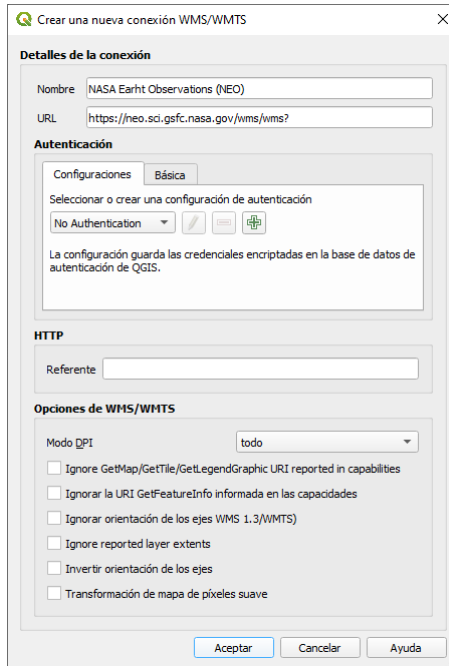 Crear una nueva conexión WMS/WMTS
Detalles de la conexión
Nombre NASA Earht Observations (NEO)
URL https://neo.sci.gsfc.nasa.gov/wms/wms?
Autenticación
Configuraciones Básica
Seleccionar o crear una configuración de autenticación
No Authentication
La configuración guarda las credenciales encriptadas en la base de datos de
autenticación de QGIS.
HTTP
Referente
Opciones de WMS/WMTS
Modo DPI todo
Ignore GetMap/GetTile/GetLegendGraphic URI reported in capabilities
Ignorar la URI GetFeatureInfo informada en las capacidades
Ignorar orientación de los ejes WMS 1.3/WMTS)
Ignore reported layer extents
Invertir orientación de los ejes
Transformación de mapa de píxeles suave
Aceptar Cancelar Ayuda